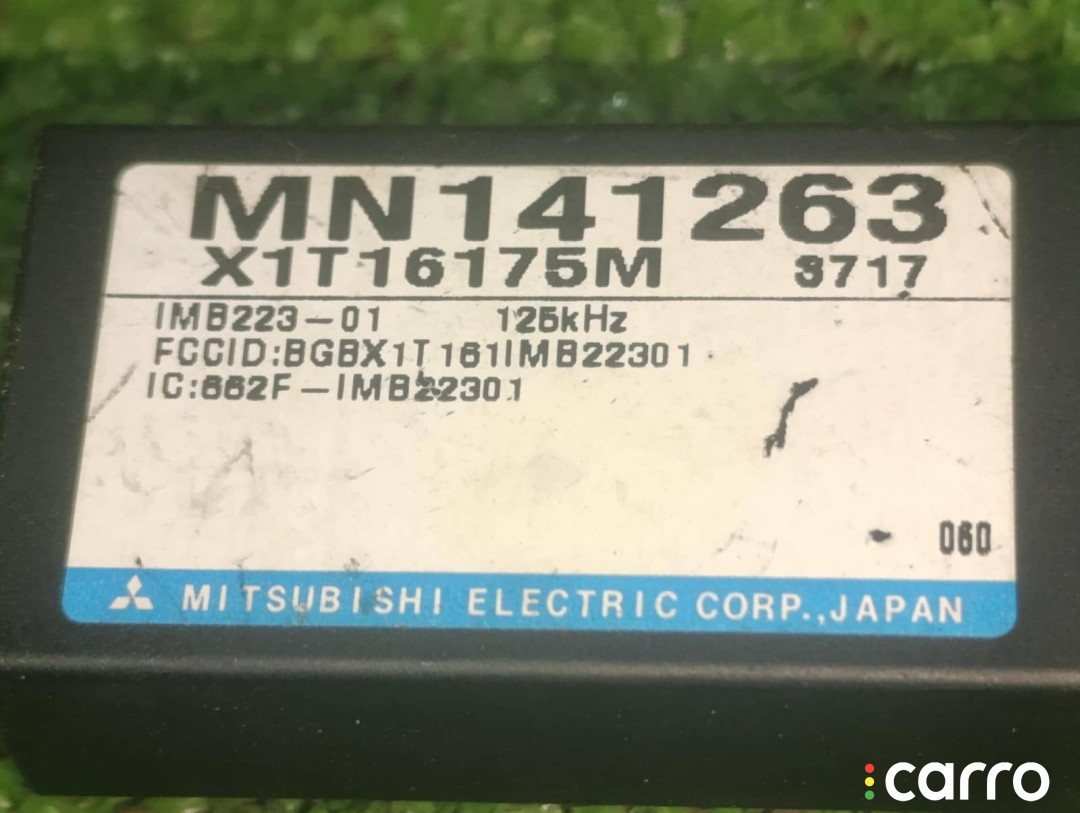 MN141263
X1T16175M 3717
IMB223-01 125kHz
FCCID:BGBX1T161IMB22301
IC:662F-IMB22301
060
MITSUBISHI ELECTRIC CORP.,JAPAN
carro